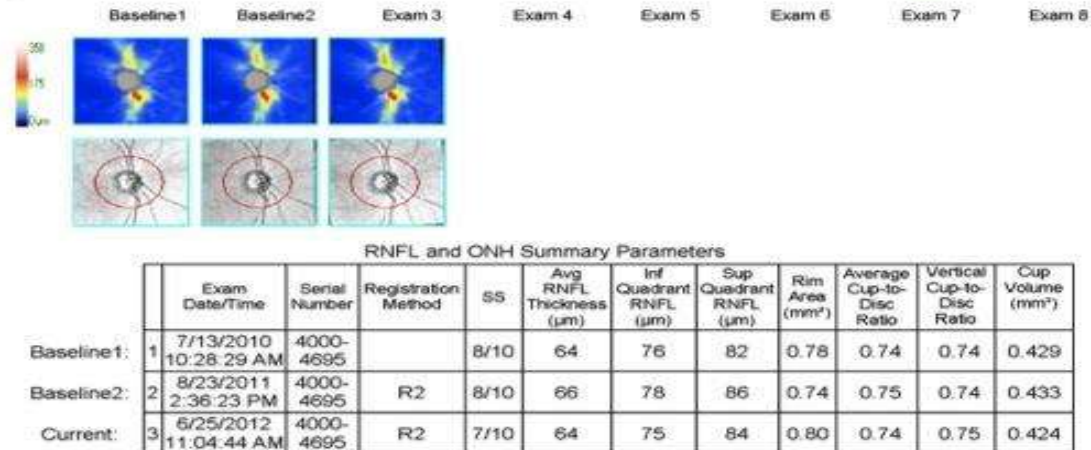 Baseline1 Baseline2 Exam 3 Exam 4 Exam 5 Exam 6 Exam 7 Exam 8
350
175
0 µm
RNFL and ONH Summary Parameters
Exam Date/Time Serial Number Registration Method SS Avg RNFL Thickness (µm) Inf Quadrant RNFL (µm) Sup Quadrant RNFL (µm) Rim Area (mm²) Average Cup-to-Disc Ratio Vertical Cup-to-Disc Ratio Cup Volume (mm³)
Baseline1: 1 7/13/2010 10:28:29 AM 4000-4695 8/10 64 76 82 0.78 0.74 0.74 0.429
Baseline2: 2 8/23/2011 2:36:23 PM 4000-4695 R2 8/10 66 78 86 0.74 0.75 0.74 0.433
Current: 3 6/25/2012 11:04:44 AM 4000-4695 R2 7/10 64 75 84 0.80 0.74 0.75 0.424